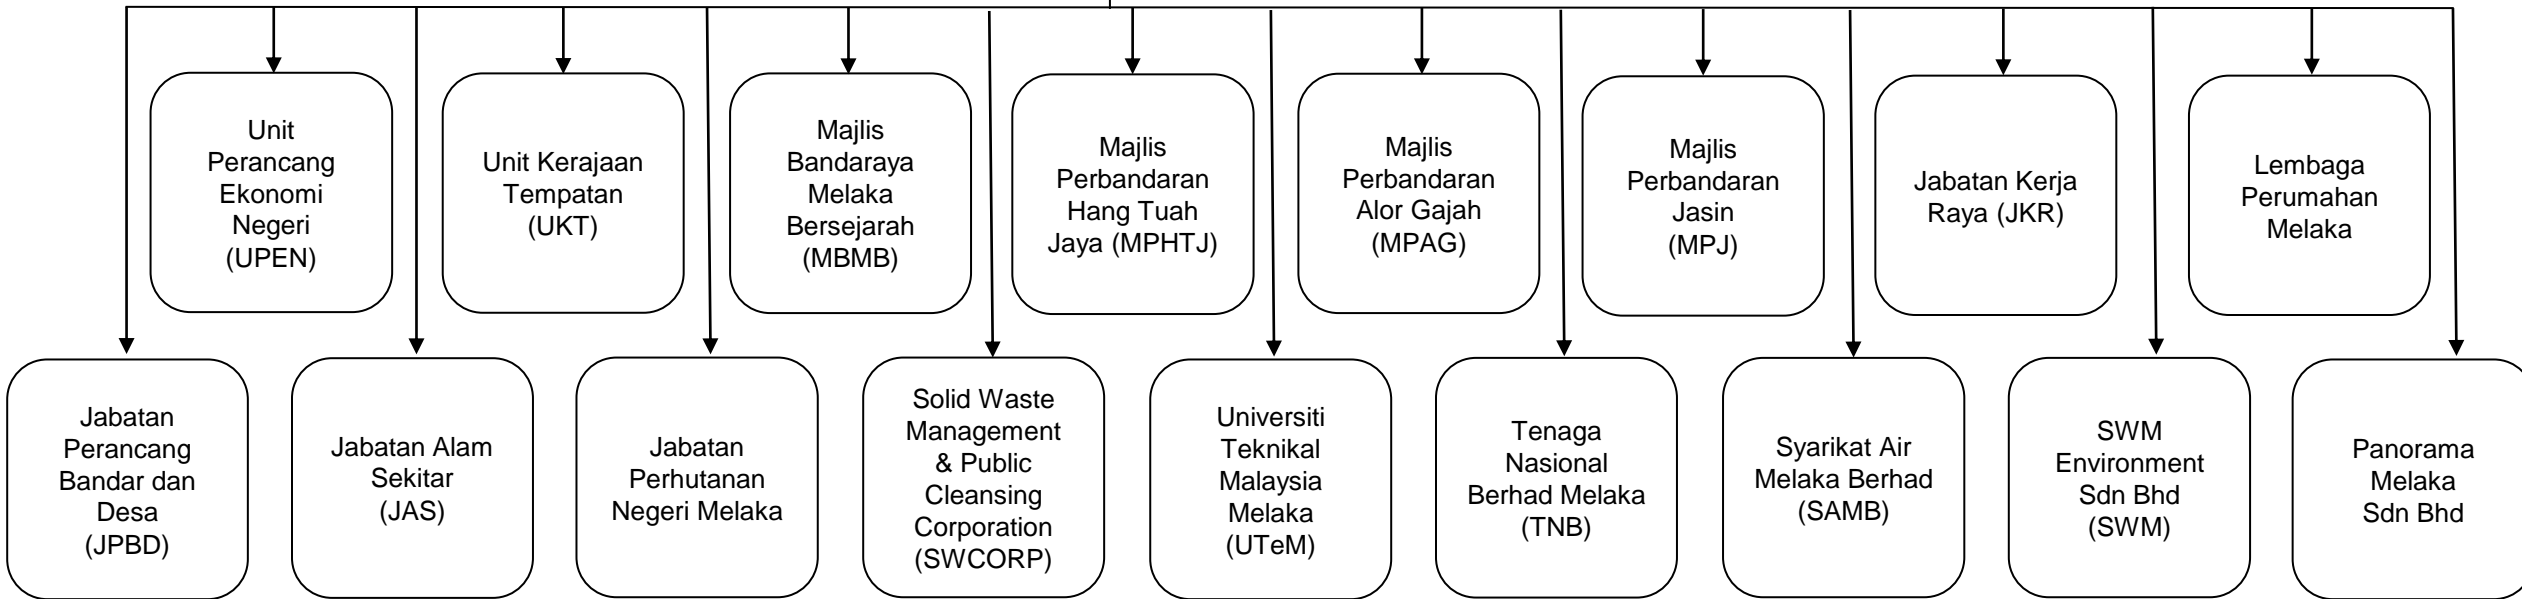 Unit
Perancang
Ekonomi
Negeri
(UPEN)
Unit Kerajaan
Tempatan
(UKT)
Majlis
Bandaraya
Melaka
Bersejarah
(MBMB)
Majlis
Perbandaran
Hang Tuah
Jaya (MPHTJ)
Majlis
Perbandaran
Alor Gajah
(MPAG)
Majlis
Perbandaran
Jasin
(MPJ)
Jabatan Kerja
Raya (JKR)
Lembaga
Perumahan
Melaka
Jabatan
Perancang
Bandar dan
Desa
(JPBD)
Jabatan Alam
Sekitar
(JAS)
Jabatan
Perhutanan
Negeri Melaka
Solid Waste
Management
& Public
Cleansing
Corporation
(SWCORP)
Universiti
Teknikal
Malaysia
Melaka
(UTeM)
Tenaga
Nasional
Berhad Melaka
(TNB)
Syarikat Air
Melaka Berhad
(SAMB)
SWM
Environment
Sdn Bhd
(SWM)
Panorama
Melaka
Sdn Bhd